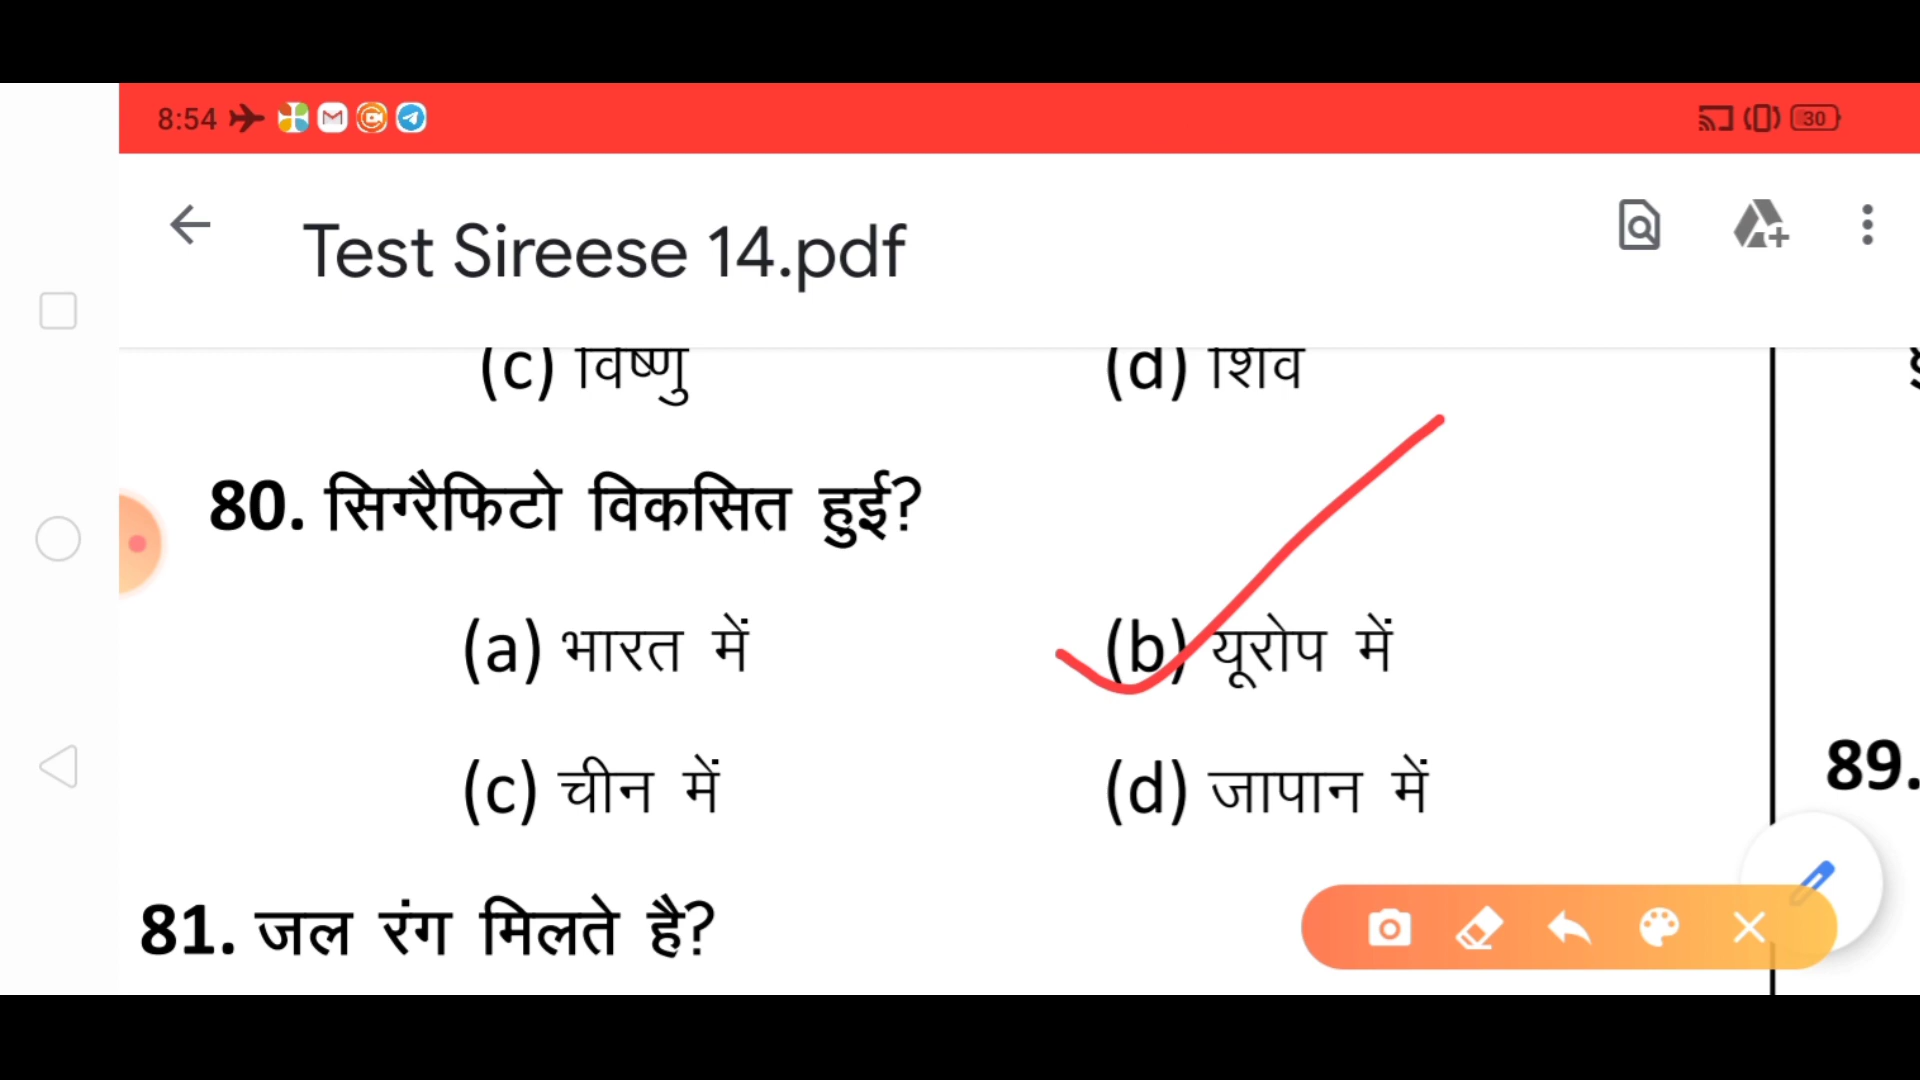 8:54 30
Test Sireese 14.pdf
(c) विष्णु (d) शिव
80. सिग्रैफिटो विकसित हुई?
(a) भारत में (b) यूरोप में
(c) चीन में (d) जापान में
89.
81. जल रंग मिलते है?